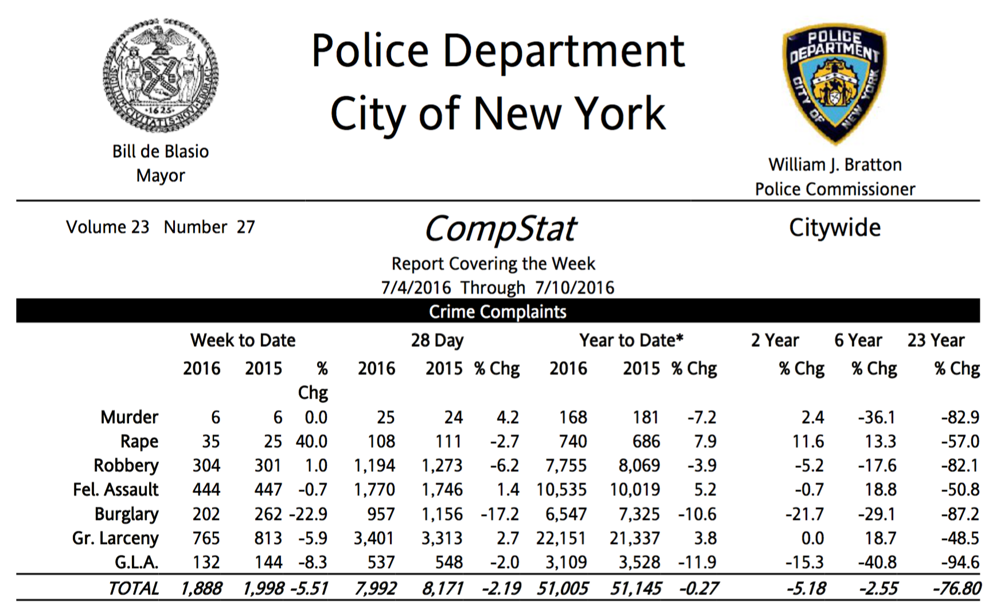 SIGILLUM·CIVITATIS·NOVI·EBORACI
·1625·
Bill de Blasio
Mayor
Police Department
City of New York
POLICE
DEPARTMENT
CITY OF
NEW YORK
William J. Bratton
Police Commissioner
Volume 23 Number 27
CompStat
Citywide
Report Covering the Week
7/4/2016 Through 7/10/2016
Crime Complaints
Week to Date 28 Day Year to Date* 2 Year 6 Year 23 Year
2016 2015 % Chg 2016 2015 % Chg 2016 2015 % Chg % Chg % Chg % Chg
Murder 6 6 0.0 25 24 4.2 168 181 -7.2 2.4 -36.1 -82.9
Rape 35 25 40.0 108 111 -2.7 740 686 7.9 11.6 13.3 -57.0
Robbery 304 301 1.0 1,194 1,273 -6.2 7,755 8,069 -3.9 -5.2 -17.6 -82.1
Fel. Assault 444 447 -0.7 1,770 1,746 1.4 10,535 10,019 5.2 -0.7 18.8 -50.8
Burglary 202 262 -22.9 957 1,156 -17.2 6,547 7,325 -10.6 -21.7 -29.1 -87.2
Gr. Larceny 765 813 -5.9 3,401 3,313 2.7 22,151 21,337 3.8 0.0 18.7 -48.5
G.L.A. 132 144 -8.3 537 548 -2.0 3,109 3,528 -11.9 -15.3 -40.8 -94.6
TOTAL 1,888 1,998 -5.51 7,992 8,171 -2.19 51,005 51,145 -0.27 -5.18 -2.55 -76.80